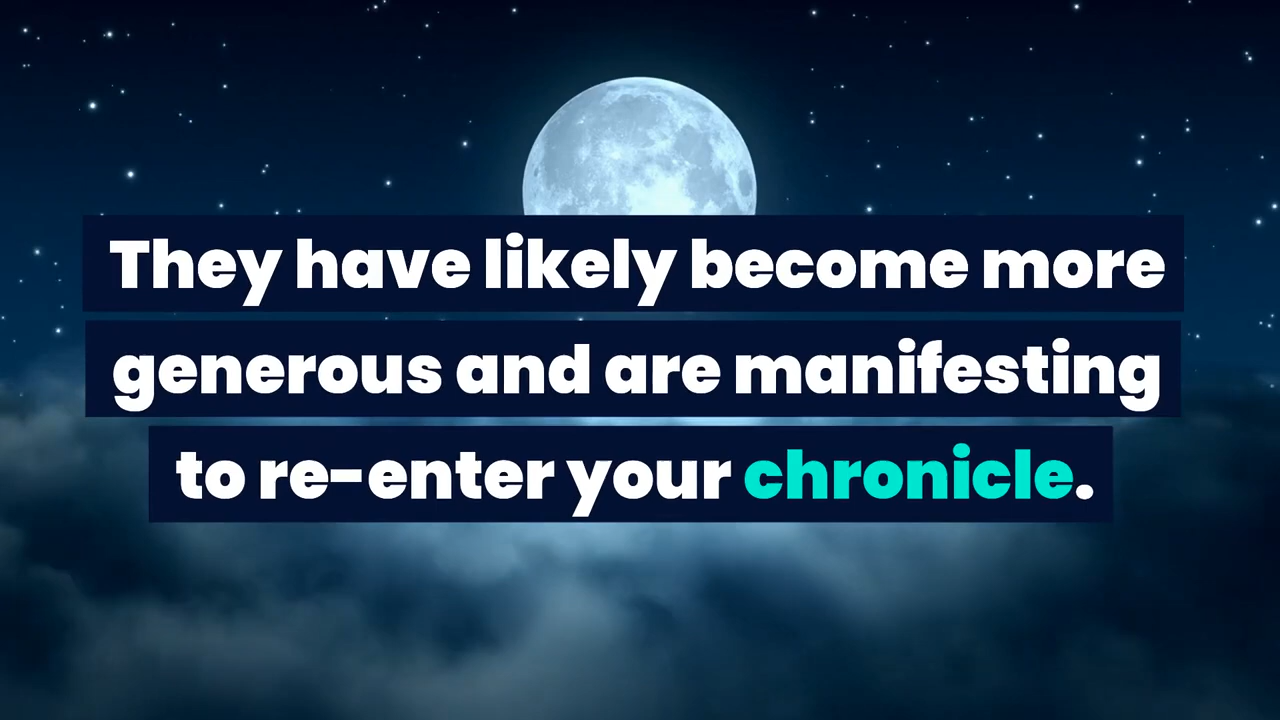 They have likely become more
generous and are manifesting
to re-enter your chronicle.